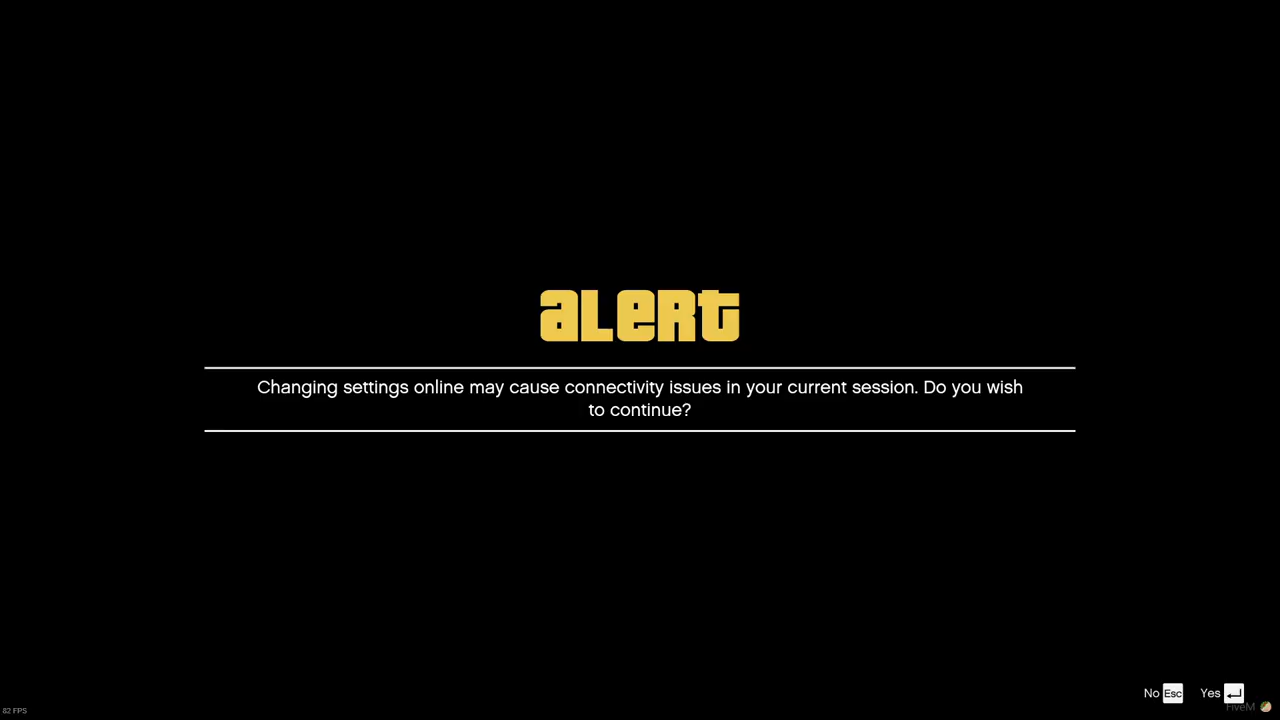 alert
Changing settings online may cause connectivity issues in your current session. Do you wish
to continue?
No Esc Yes
FiveM
82 FPS